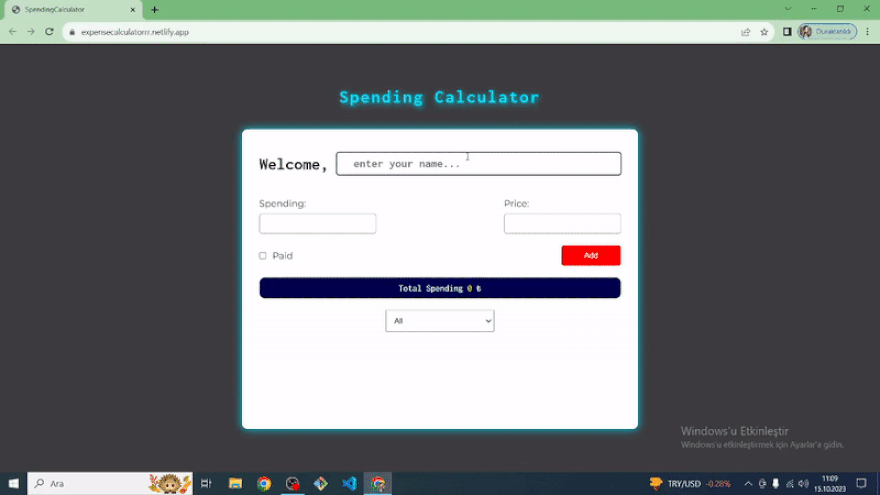 SpendingCalculator
expensecalculatorrr.netlify.app
Duraklatıldı
Spending Calculator
Welcome, enter your name...
Spending: Price:
Paid Add
Total Spending 0 ₺
All
Windows'u Etkinleştir
Windows'u etkinleştirmek için Ayarlar'a gidin.
Ara
TRY/USD -0.28%
11:09
15.10.2023